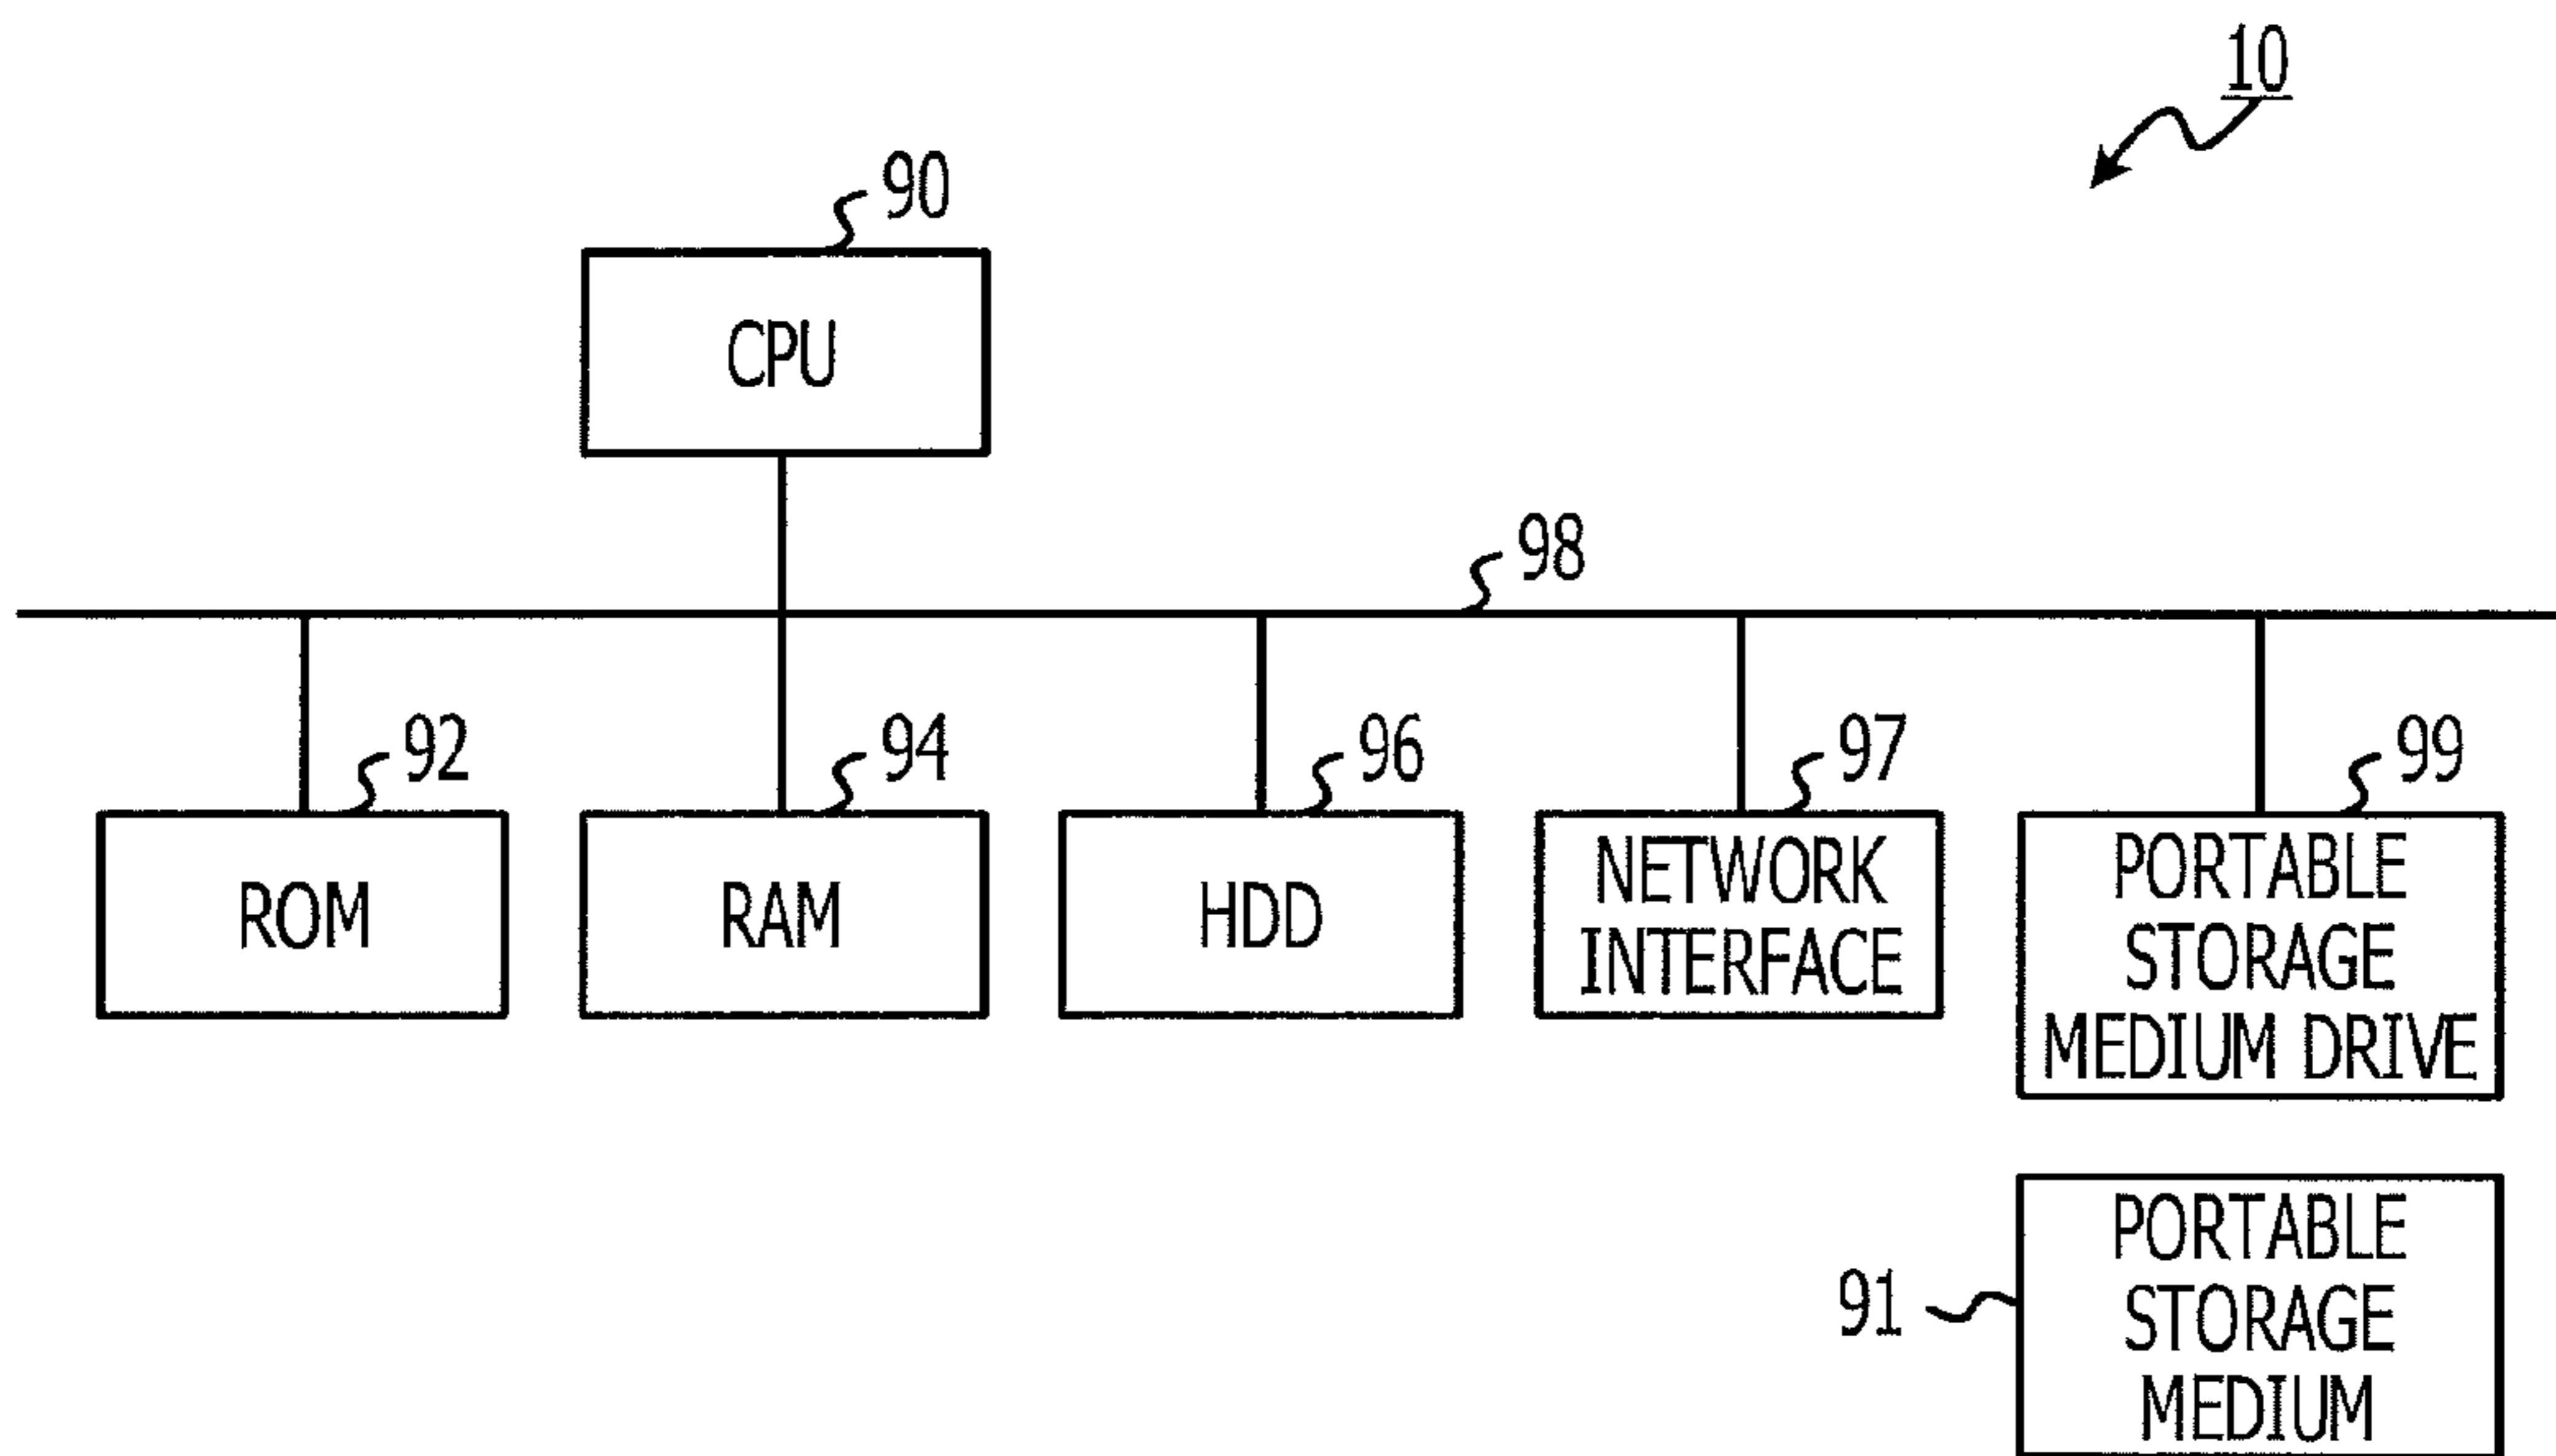 10
90
CPU
98
92
94
96
97
99
ROM
RAM
HDD
NETWORK
INTERFACE
PORTABLE
STORAGE
MEDIUM DRIVE
91
PORTABLE
STORAGE
MEDIUM